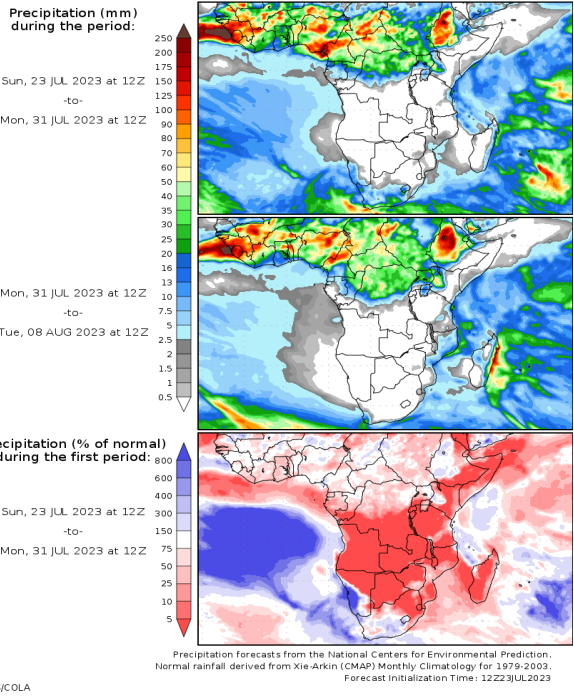 Precipitation (mm)
during the period:
250
200
175
150
125
100
90
80
70
60
50
40
35
30
25
20
16
13
10
7.5
5
2.5
2
1.5
1
0.5
Sun, 23 JUL 2023 at 12Z
-to-
Mon, 31 JUL 2023 at 12Z
Mon, 31 JUL 2023 at 12Z
-to-
Tue, 08 AUG 2023 at 12Z
ecipitation (% of normal)
during the first period:
800
600
400
300
150
75
50
25
10
5
Sun, 23 JUL 2023 at 12Z
-to-
Mon, 31 JUL 2023 at 12Z
Precipitation forecasts from the National Centers for Environmental Prediction.
Normal rainfall derived from Xie-Arkin (CMAP) Monthly Climatology for 1979-2003.
Forecast Initialization Time: 12Z23JUL2023
/COLA